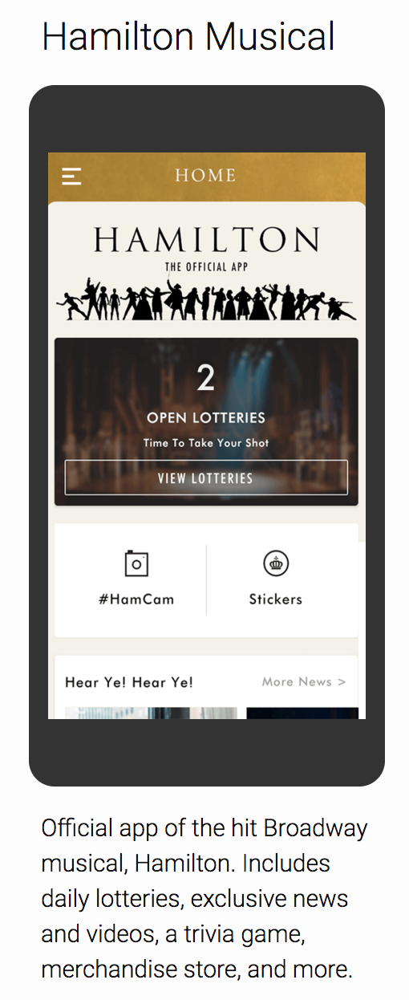 Hamilton Musical
HOME
HAMILTON
THE OFFICIAL APP
2
OPEN LOTTERIES
Time To Take Your Shot
VIEW LOTTERIES
#HamCam
Stickers
Hear Ye! Hear Ye!
More News >
Official app of the hit Broadway
musical, Hamilton. Includes
daily lotteries, exclusive news
and videos, a trivia game,
merchandise store, and more.